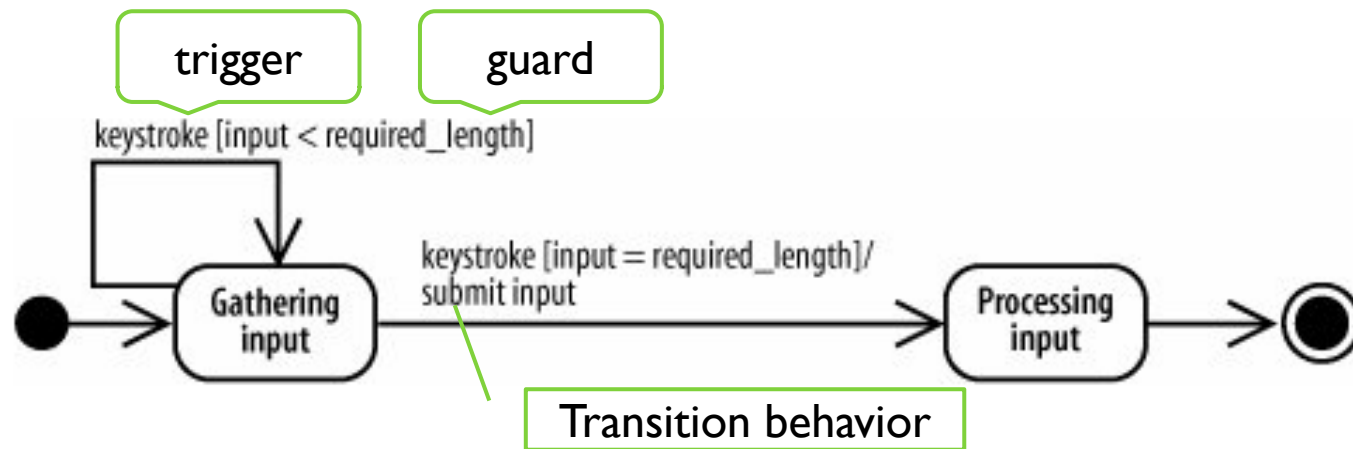 trigger
guard
keystroke [input < required_length]
keystroke [input = required_length]/
submit input
Gathering
input
Processing
input
Transition behavior